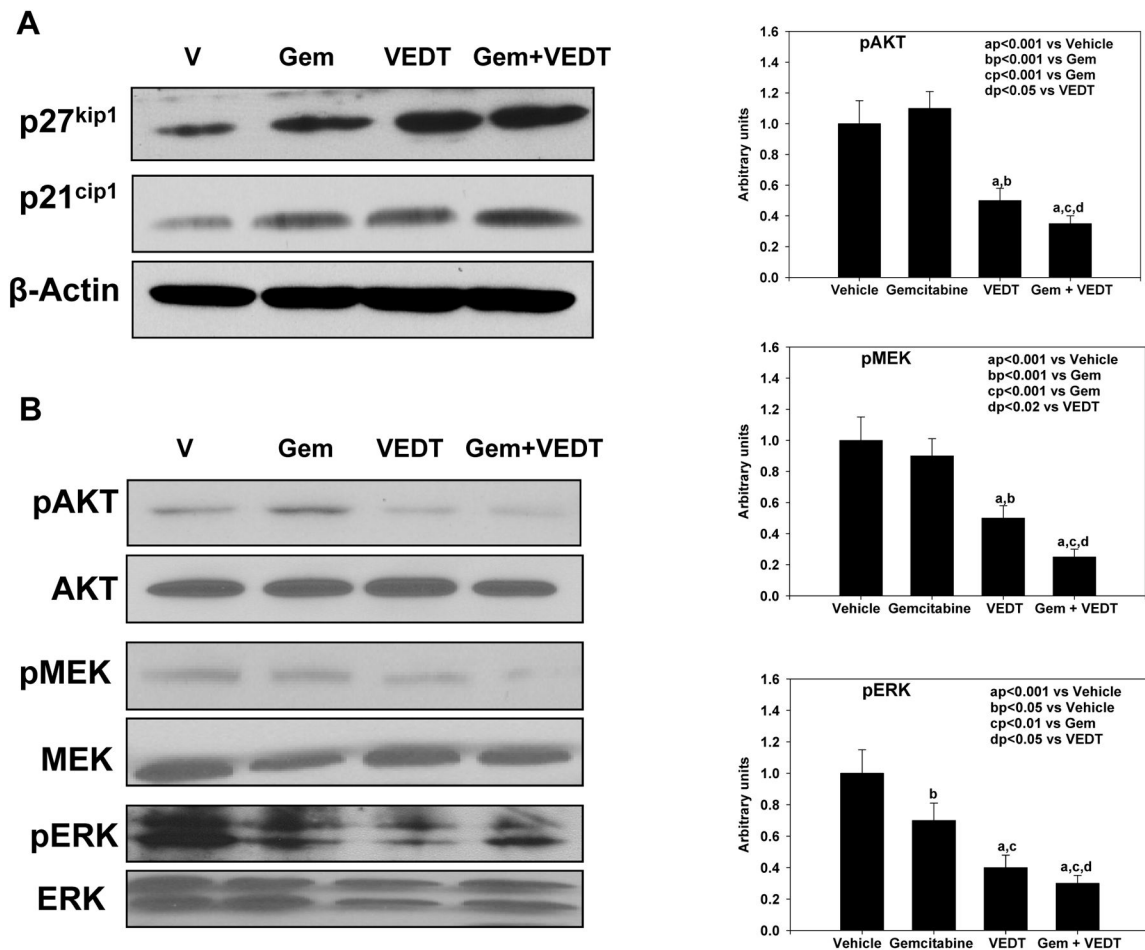 A
V Gem VEDT Gem+VEDT
p27kip1
p21cip1
β-Actin
B
V Gem VEDT Gem+VEDT
pAKT
AKT
pMEK
MEK
pERK
ERK
pAKT
ap<0.001 vs Vehicle
bp<0.001 vs Gem
cp<0.001 vs Gem
dp<0.05 vs VEDT
Arbitrary units
1.6
1.4
1.2
1.0
0.8
0.6
0.4
0.2
0.0
a,b
a,c,d
Vehicle Gemcitabine VEDT Gem + VEDT
pMEK
ap<0.001 vs Vehicle
bp<0.001 vs Gem
cp<0.001 vs Gem
dp<0.02 vs VEDT
Arbitrary units
1.6
1.4
1.2
1.0
0.8
0.6
0.4
0.2
0.0
a,b
a,c,d
Vehicle Gemcitabine VEDT Gem + VEDT
pERK
ap<0.001 vs Vehicle
bp<0.05 vs Vehicle
cp<0.01 vs Gem
dp<0.05 vs VEDT
Arbitrary units
1.6
1.4
1.2
1.0
0.8
0.6
0.4
0.2
0.0
b
a,c
a,c,d
Vehicle Gemcitabine VEDT Gem + VEDT